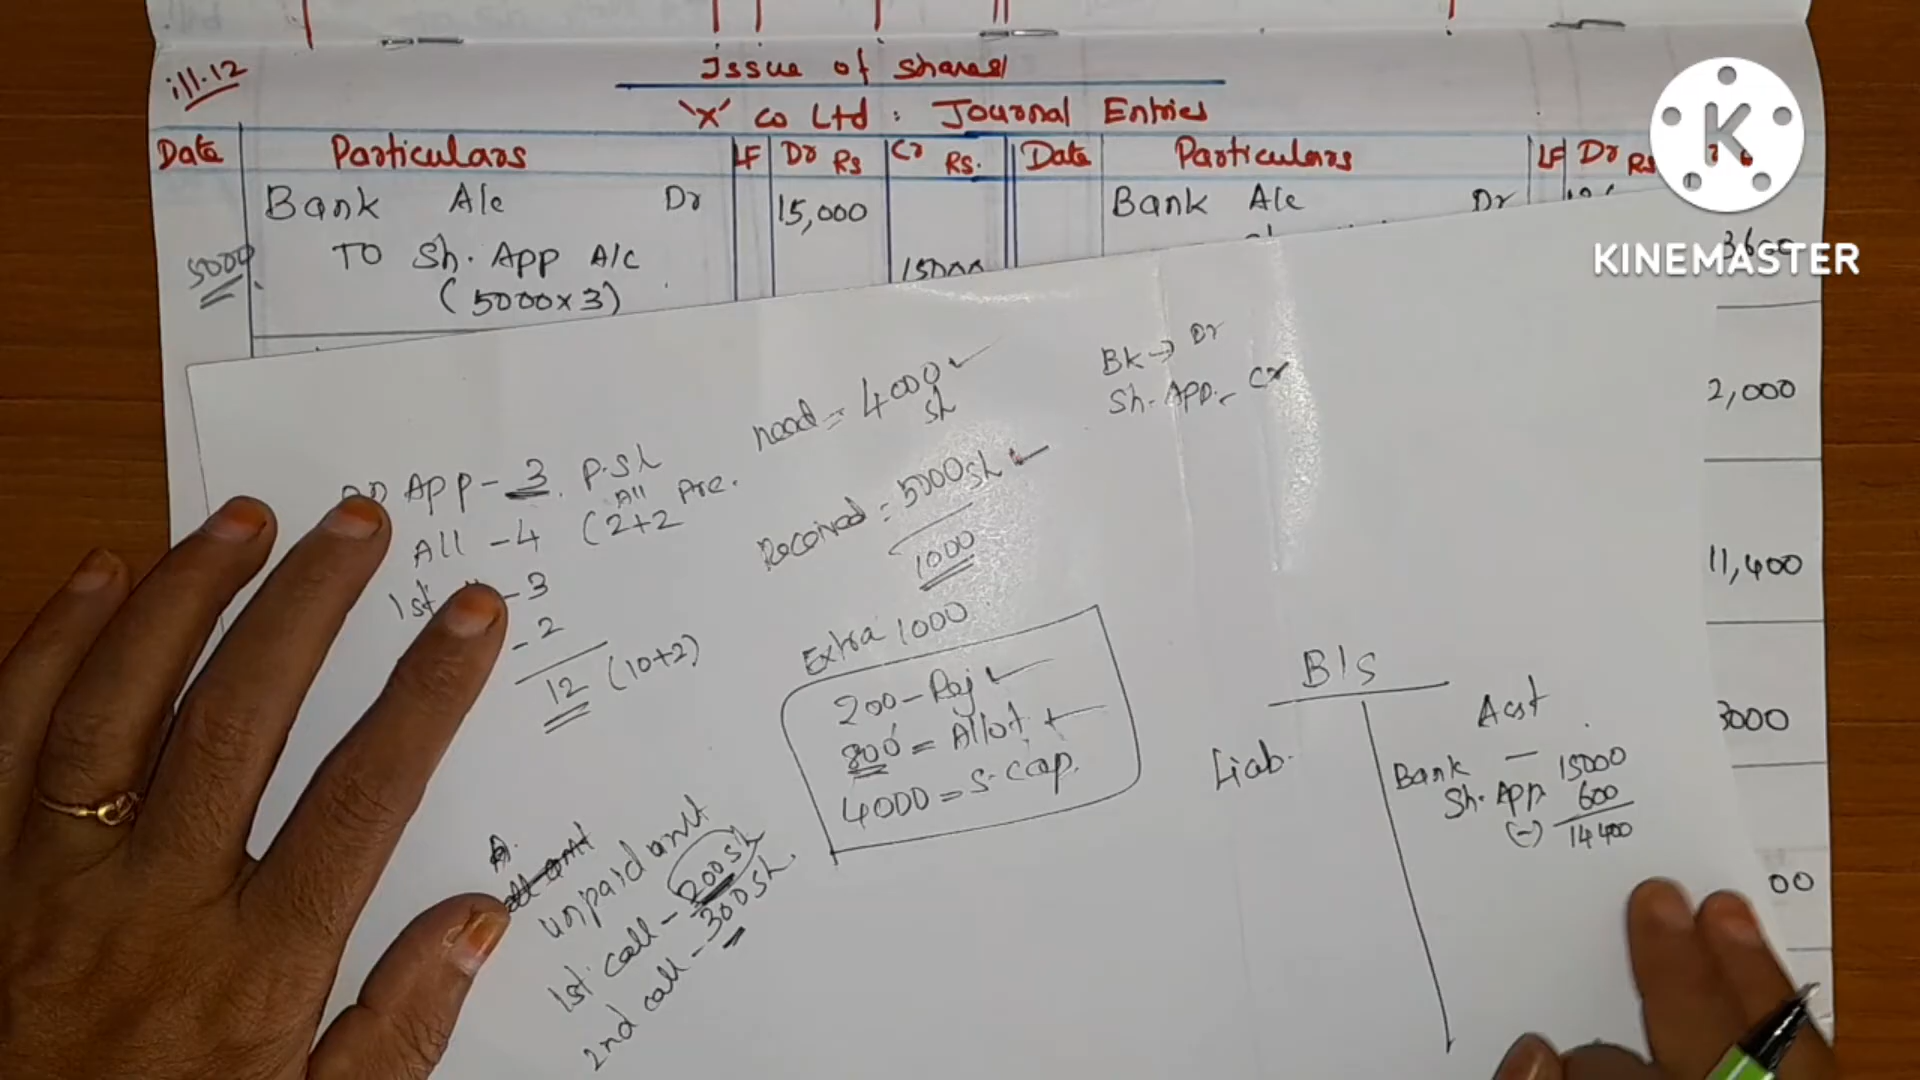 ill.12
Issue of Shares
'X' Co Ltd : Journal Entries
Date Particulars LF Dr Rs Cr Rs. Date Particulars LF Dr Rs
Bank A/c Dr 15,000 Bank A/c Dr
5000 TO Sh. App A/c 15000 3600
(5000x3)
2,000
11,400
3000
00
KINEMASTER
App - 3 P.Sh
All - 4 (2+2 All Pre.
1st - 3
- 2
12 (10+2)
need = 4000 sh
Received = 5000 sh
1000
Extra 1000
200 - Rej
800 = Allot
4000 = S. cap.
Bk → Dr
Sh. App. Cr
unpaid amt
1st call - 200 sh
2nd call - 300 sh.
B/S
Liab. Asst
Bank — 15000
Sh. App 600
(-) 14400